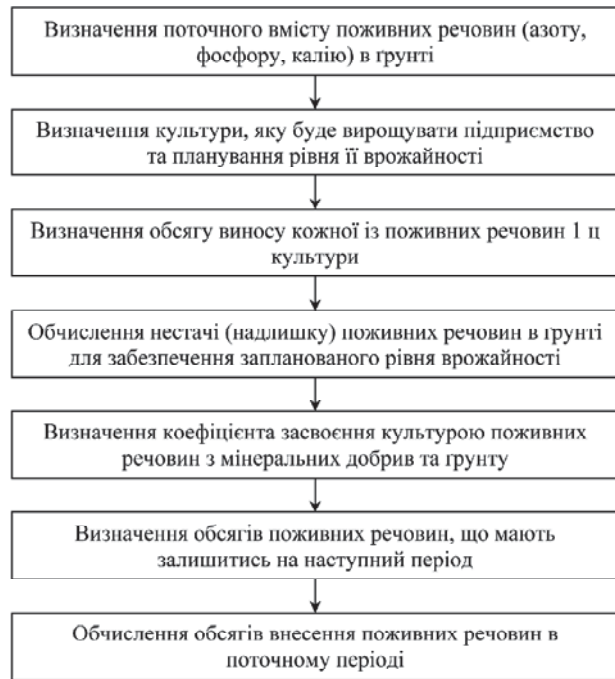 Визначення поточного вмісту поживних речовин (азоту,
фосфору, калію) в ґрунті
Визначення культури, яку буде вирощувати підприємство
та планування рівня її врожайності
Визначення обсягу виносу кожної із поживних речовин 1 ц
культури
Обчислення нестачі (надлишку) поживних речовин в ґрунті
для забезпечення запланованого рівня врожайності
Визначення коефіцієнта засвоєння культурою поживних
речовин з мінеральних добрив та ґрунту
Визначення обсягів поживних речовин, що мають
залишитись на наступний період
Обчислення обсягів внесення поживних речовин в
поточному періоді